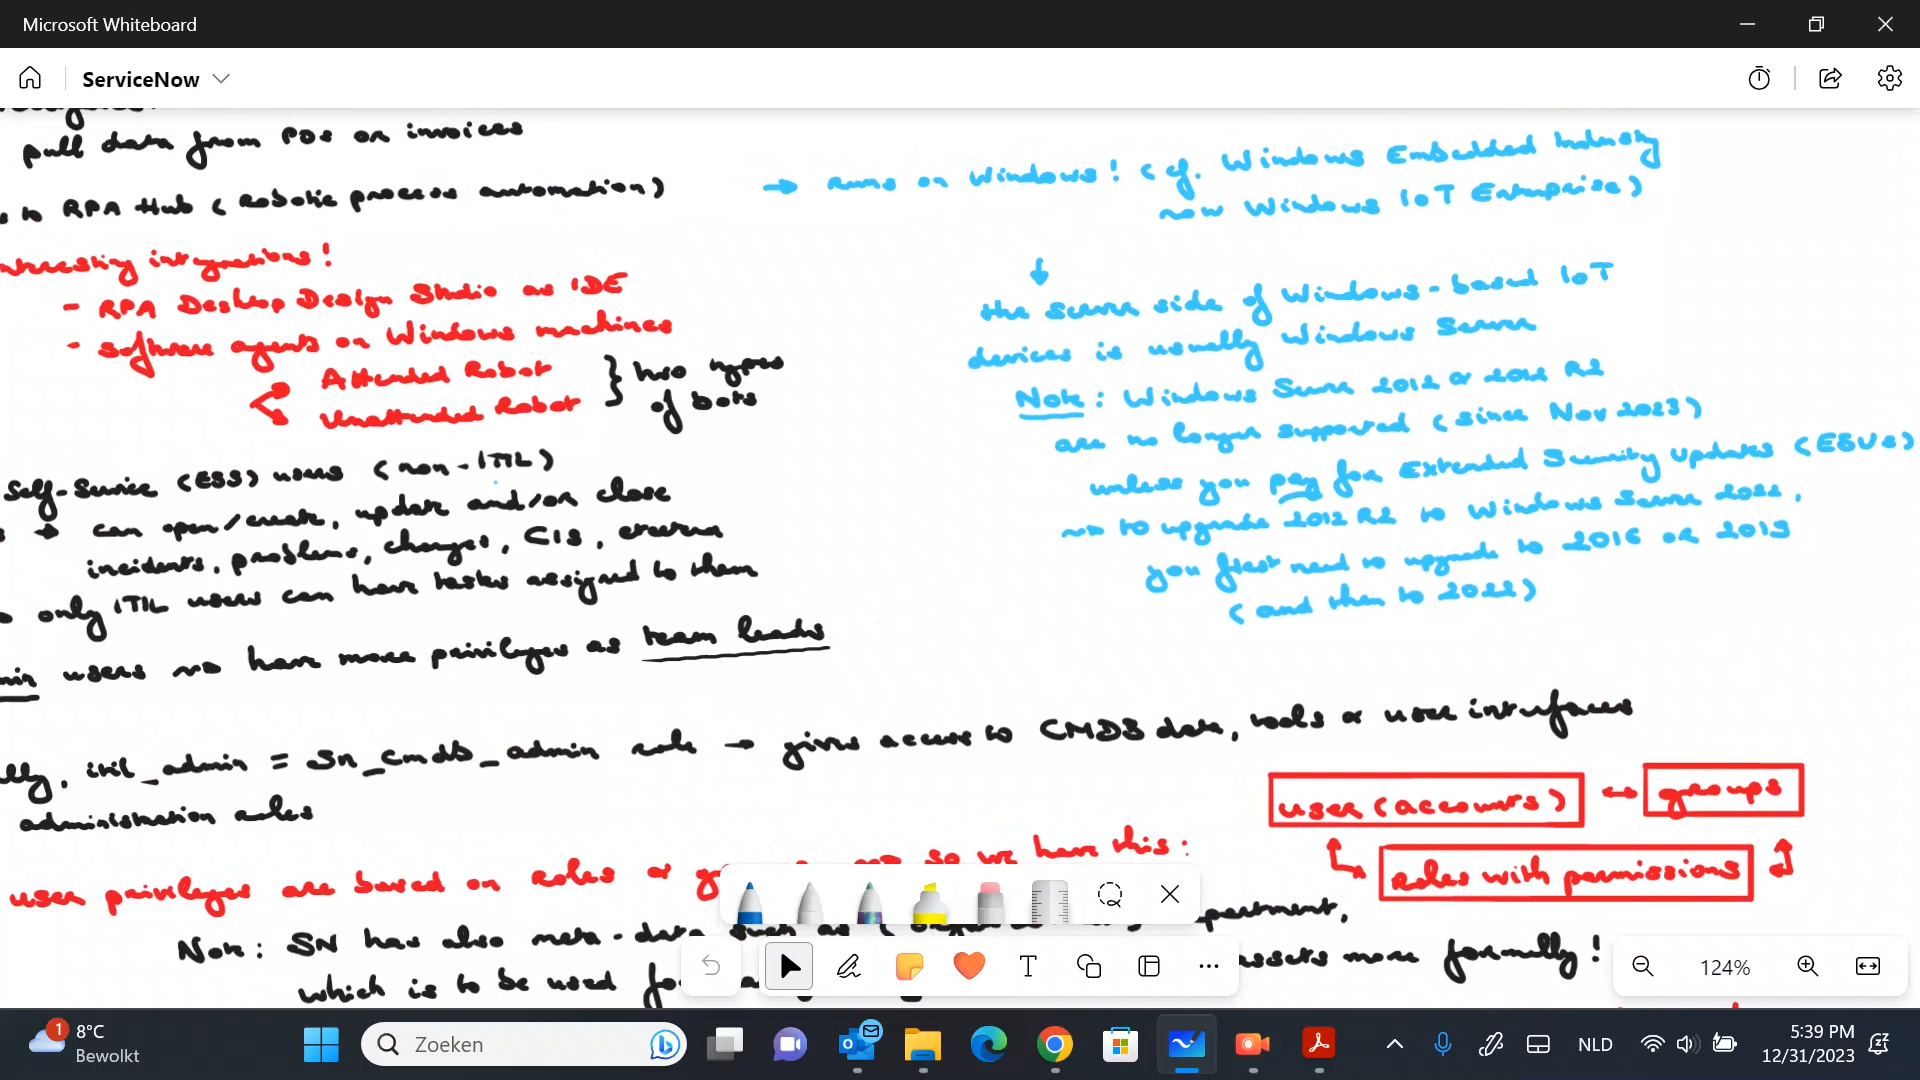 Microsoft Whiteboard
ServiceNow
pull data from POs or invoices
to RPA Hub (Robotic process automation)
→ runs on Windows! (cf. Windows Embedded Industry
now Windows IoT Enterprise)
integrations!
- RPA Desktop Design Studio as IDE
- software agents on Windows machines
Attended Robot
Unattended Robot
} two types
of bots
↓
the server side of Windows-based IoT
devices is usually Windows Server
Note: Windows Server 2012 or 2012 R2
are no longer supported (since Nov 2023)
unless you pay for Extended Security Updates (ESUs)
to upgrade 2012 R2 to Windows Server 2022,
you first need to upgrade to 2016 or 2019
(and then to 2022)
Self-Service (ESS) users (non-ITIL)
→ can open/create, update and/or close
incidents, problems, changes, CIs, etcetera
only ITIL users can have tasks assigned to them
users → have more privileges as team leads
itil_admin = sn_cmdb_admin role → gives access to CMDB data, tools or user interfaces
administration roles
user (accounts) ↔ groups
roles with permissions
user privileges are based on roles or so we have this:
Note: SN has also meta-data such as
which is to be used assets more formally!
124%
1
8°C
Bewolkt
Zoeken
NLD
5:39 PM
12/31/2023